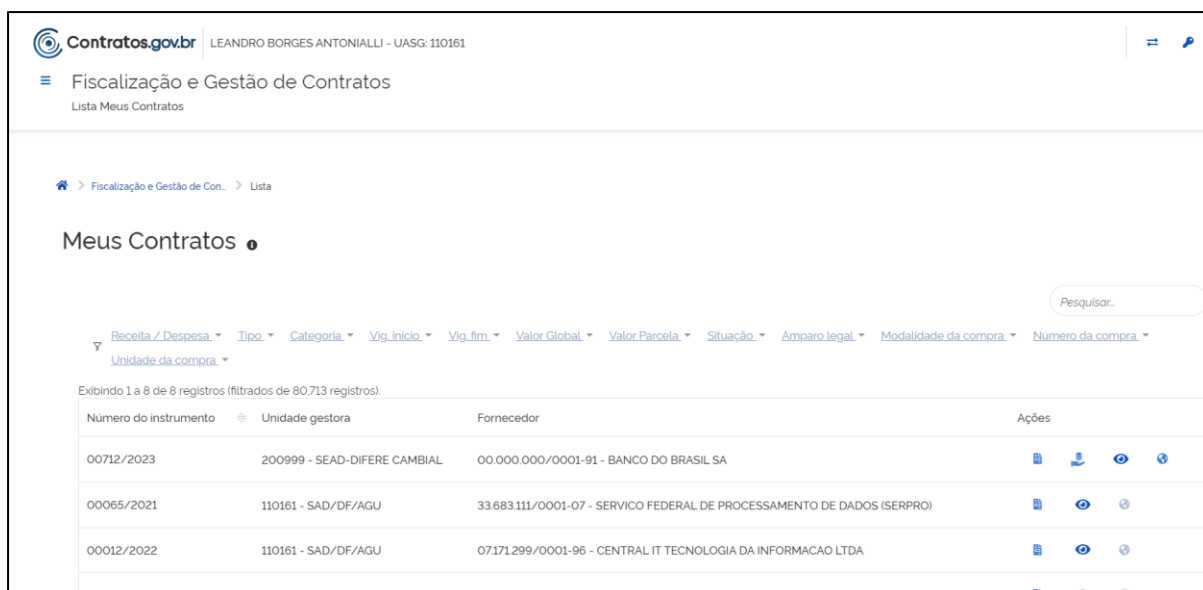 Contratos.gov.br LEANDRO BORGES ANTONIALLI - UASG: 110161
Fiscalização e Gestão de Contratos
Lista Meus Contratos
Fiscalização e Gestão de Con... > Lista
Meus Contratos
Pesquisar...
Receita / Despesa Tipo Categoria Vig. início Vig. fim Valor Global Valor Parcela Situação Amparo legal Modalidade da compra Número da compra
Unidade da compra
Exibindo 1 a 8 de 8 registros (filtrados de 80.713 registros).
Número do instrumento Unidade gestora Fornecedor Ações
00712/2023 200999 - SEAD-DIFERE CAMBIAL 00.000.000/0001-91 - BANCO DO BRASIL SA
00065/2021 110161 - SAD/DF/AGU 33.683.111/0001-07 - SERVICO FEDERAL DE PROCESSAMENTO DE DADOS (SERPRO)
00012/2022 110161 - SAD/DF/AGU 07.171.299/0001-96 - CENTRAL IT TECNOLOGIA DA INFORMACAO LTDA